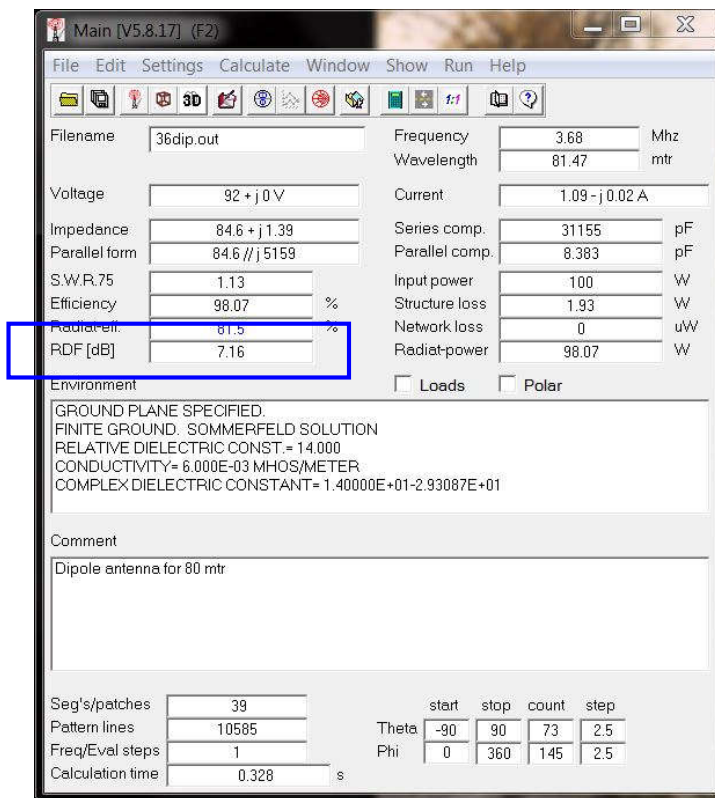 Main [V5.8.17] (F2)
File Edit Settings Calculate Window Show Run Help
3D 1:1
Filename 36dip.out Frequency 3.68 Mhz
Wavelength 81.47 mtr
Voltage 92 + j 0 V Current 1.09 - j 0.02 A
Impedance 84.6 + j 1.39 Series comp. 31155 pF
Parallel form 84.6 // j 5159 Parallel comp. 8.383 pF
S.W.R.75 1.13 Input power 100 W
Efficiency 98.07 % Structure loss 1.93 W
Radiat-eff. 81.5 % Network loss 0 uW
RDF [dB] 7.16 Radiat-power 98.07 W
Environment Loads Polar
GROUND PLANE SPECIFIED.
FINITE GROUND. SOMMERFELD SOLUTION
RELATIVE DIELECTRIC CONST.= 14.000
CONDUCTIVITY= 6.000E-03 MHOS/METER
COMPLEX DIELECTRIC CONSTANT= 1.40000E+01-2.93087E+01
Comment
Dipole antenna for 80 mtr
Seg's/patches 39 start stop count step
Pattern lines 10585 Theta -90 90 73 2.5
Freq/Eval steps 1 Phi 0 360 145 2.5
Calculation time 0.328 s